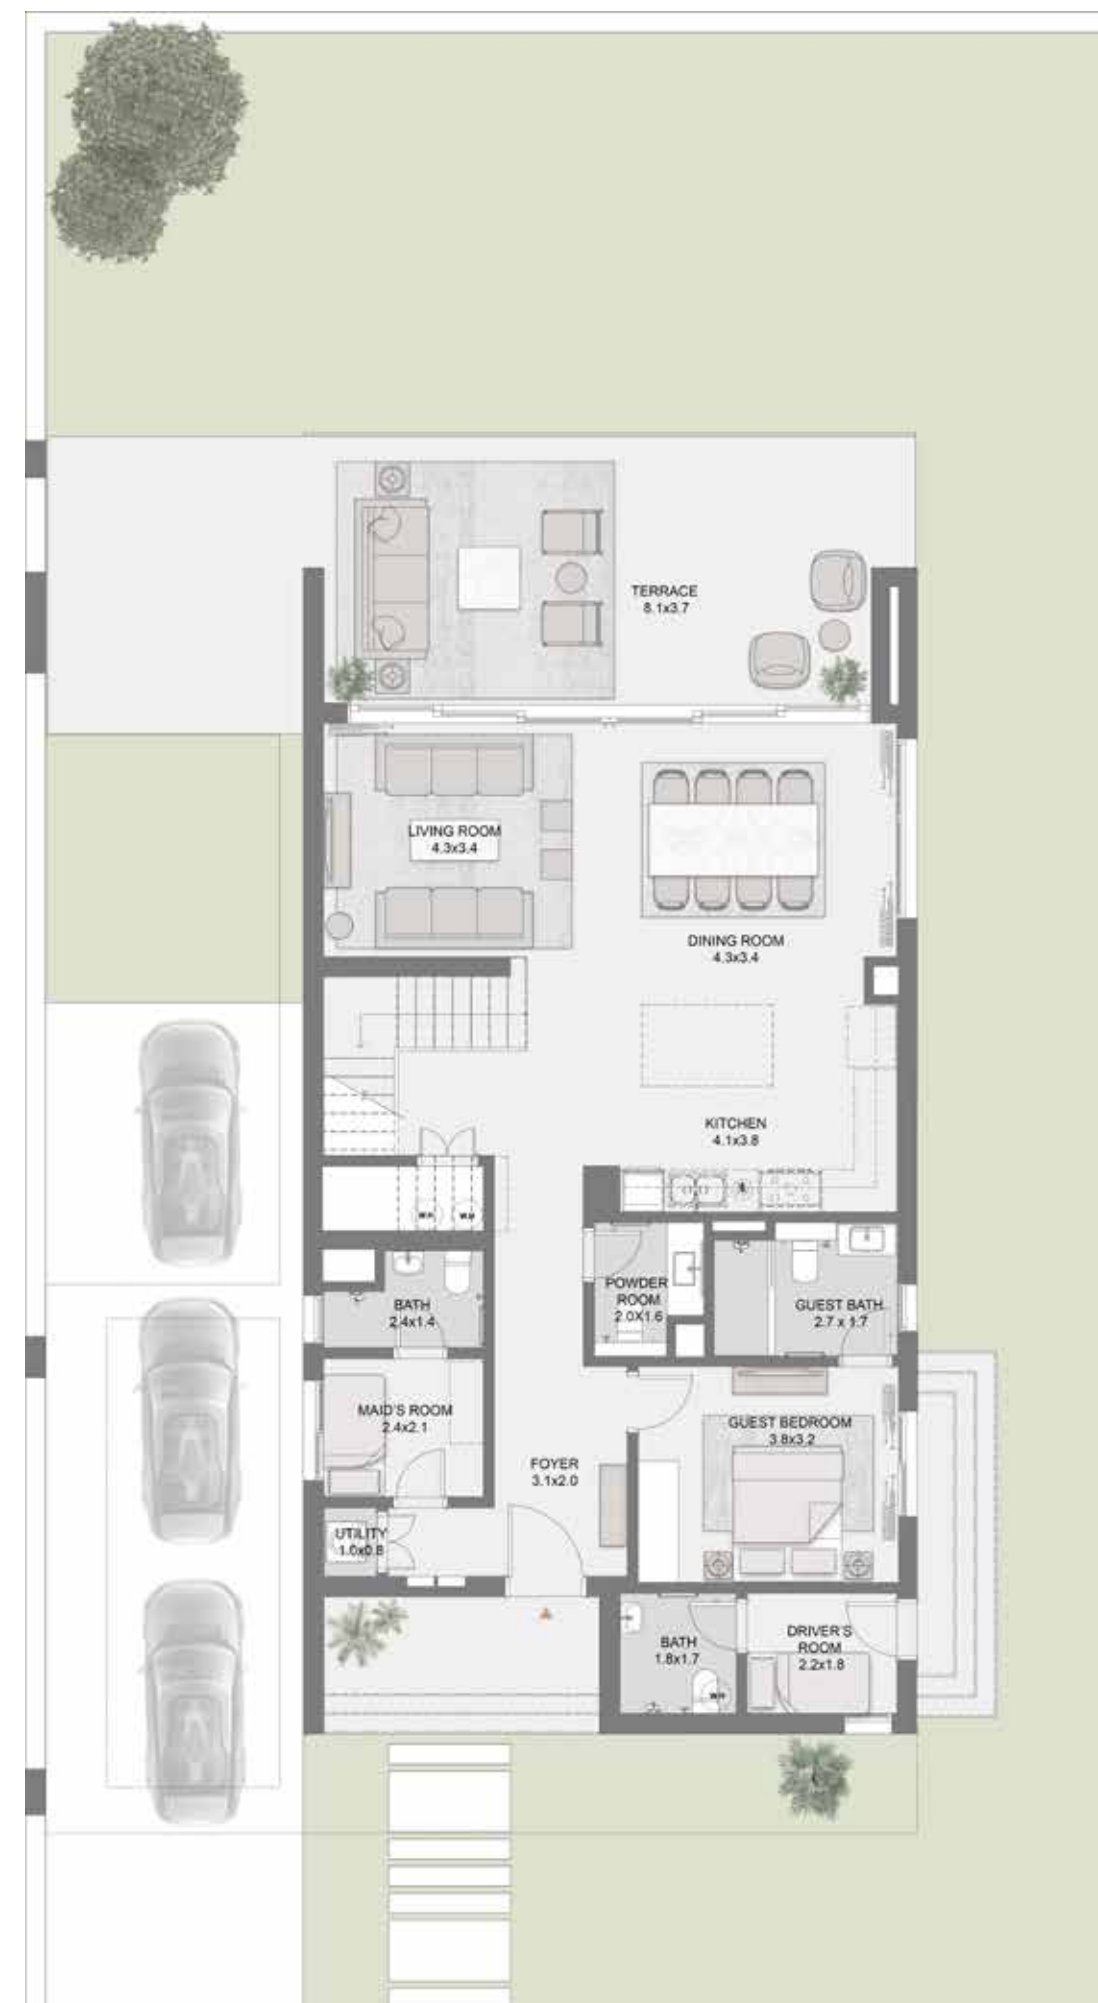 TERRACE
8.1x3.7
LIVING ROOM
4.3x3.4
DINING ROOM
4.3x3.4
KITCHEN
4.1x3.8
W.H
W.H
POWDER
ROOM
2.0X1.6
GUEST BATH
2.7 x 1.7
BATH
2.4x1.4
MAID'S ROOM
2.4x2.1
GUEST BEDROOM
3.8x3.2
FOYER
3.1x2.0
UTILITY
1.0x0.8
BATH
1.8x1.7
W.H
DRIVER'S
ROOM
2.2x1.8